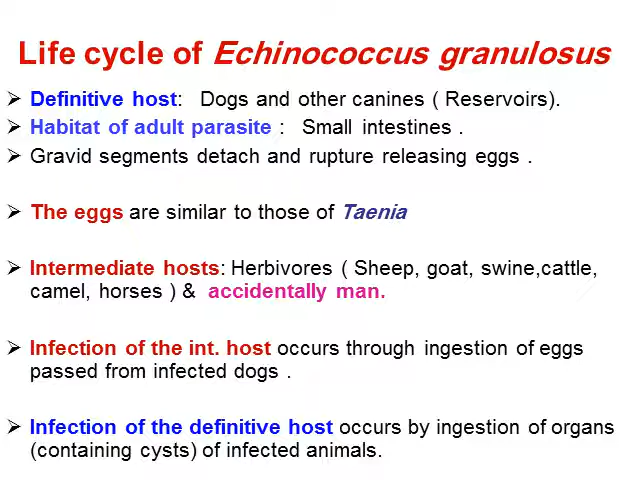 Life cycle of Echinococcus granulosus
➢ Definitive host: Dogs and other canines ( Reservoirs).
➢ Habitat of adult parasite : Small intestines .
➢ Gravid segments detach and rupture releasing eggs .
➢ The eggs are similar to those of Taenia
➢ Intermediate hosts: Herbivores ( Sheep, goat, swine,cattle,
camel, horses ) & accidentally man.
➢ Infection of the int. host occurs through ingestion of eggs
passed from infected dogs .
➢ Infection of the definitive host occurs by ingestion of organs
(containing cysts) of infected animals.